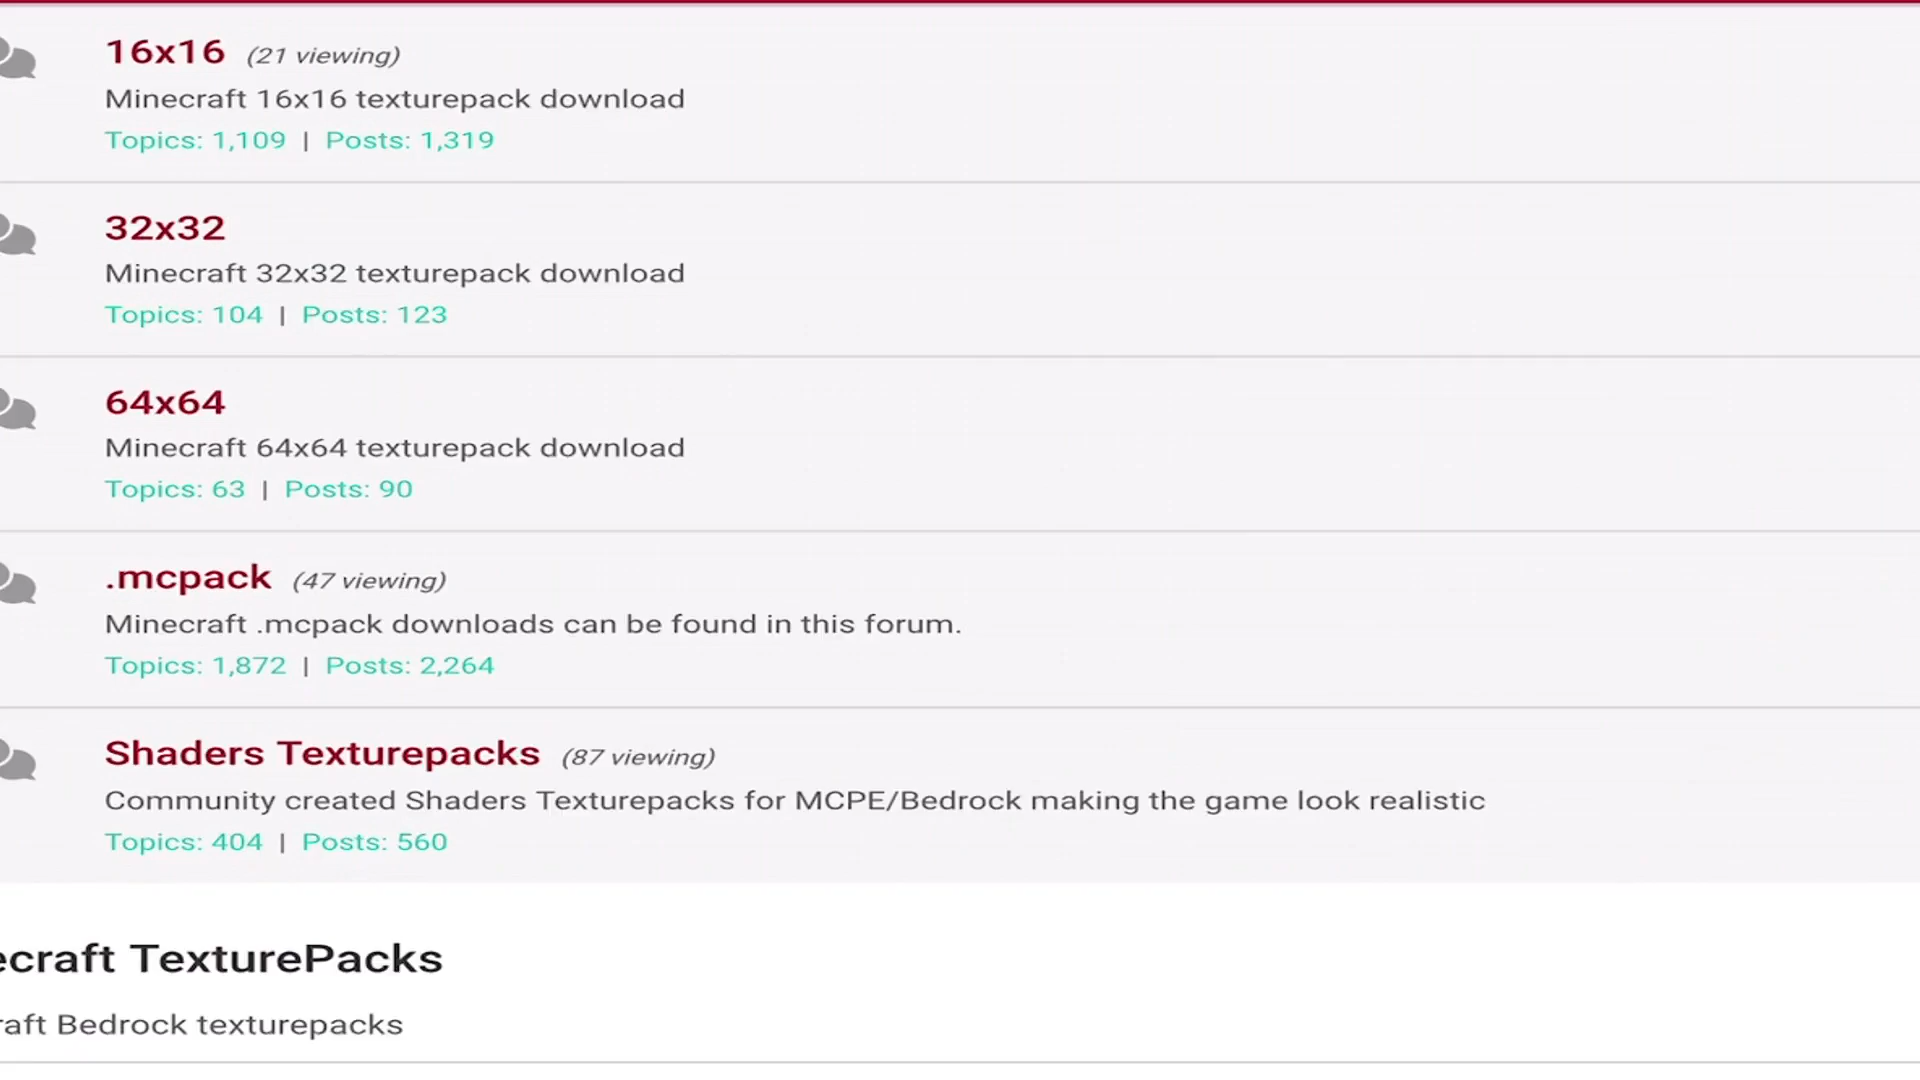 16x16 (21 viewing)
Minecraft 16x16 texturepack download
Topics: 1,109 | Posts: 1,319
32x32
Minecraft 32x32 texturepack download
Topics: 104 | Posts: 123
64x64
Minecraft 64x64 texturepack download
Topics: 63 | Posts: 90
.mcpack (47 viewing)
Minecraft .mcpack downloads can be found in this forum.
Topics: 1,872 | Posts: 2,264
Shaders Texturepacks (87 viewing)
Community created Shaders Texturepacks for MCPE/Bedrock making the game look realistic
Topics: 404 | Posts: 560
ecraft TexturePacks
raft Bedrock texturepacks